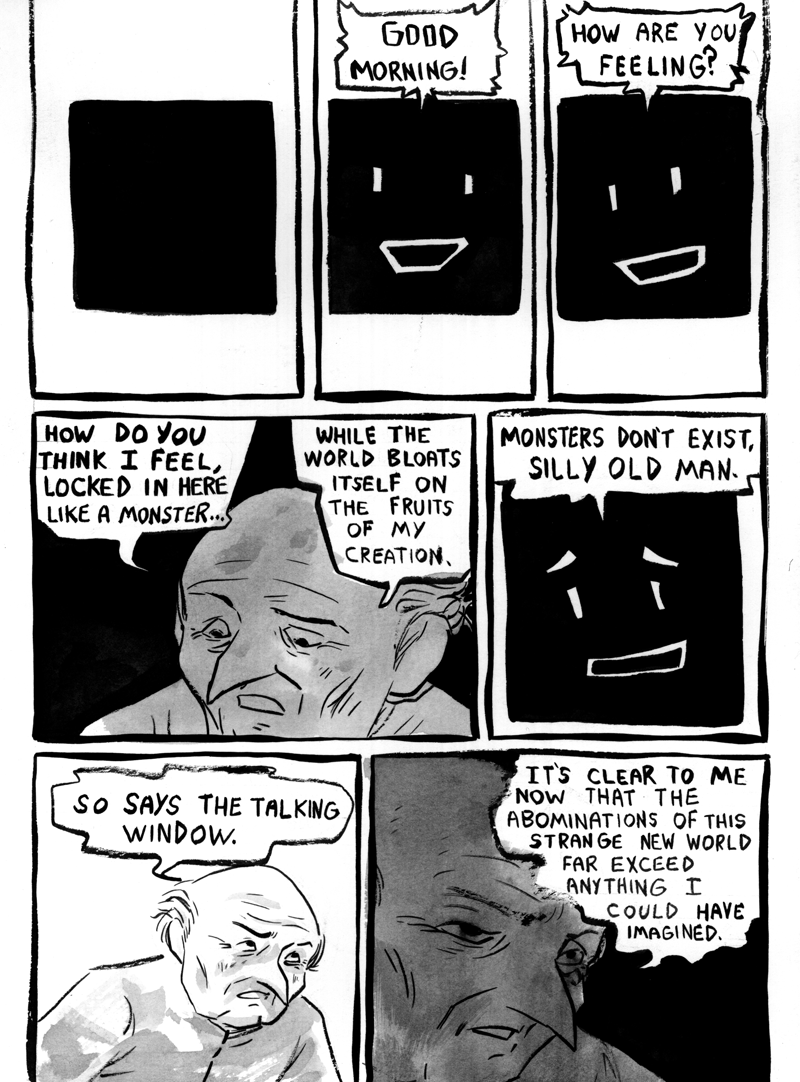 GOOD
MORNING!
HOW ARE YOU
FEELING?
HOW DO YOU
THINK I FEEL,
LOCKED IN HERE
LIKE A MONSTER...
WHILE THE
WORLD BLOATS
ITSELF ON
THE FRUITS
OF MY
CREATION.
MONSTERS DON'T EXIST,
SILLY OLD MAN.
SO SAYS THE TALKING
WINDOW.
IT'S CLEAR TO ME
NOW THAT THE
ABOMINATIONS OF THIS
STRANGE NEW WORLD
FAR EXCEED
ANYTHING I
COULD HAVE
IMAGINED.